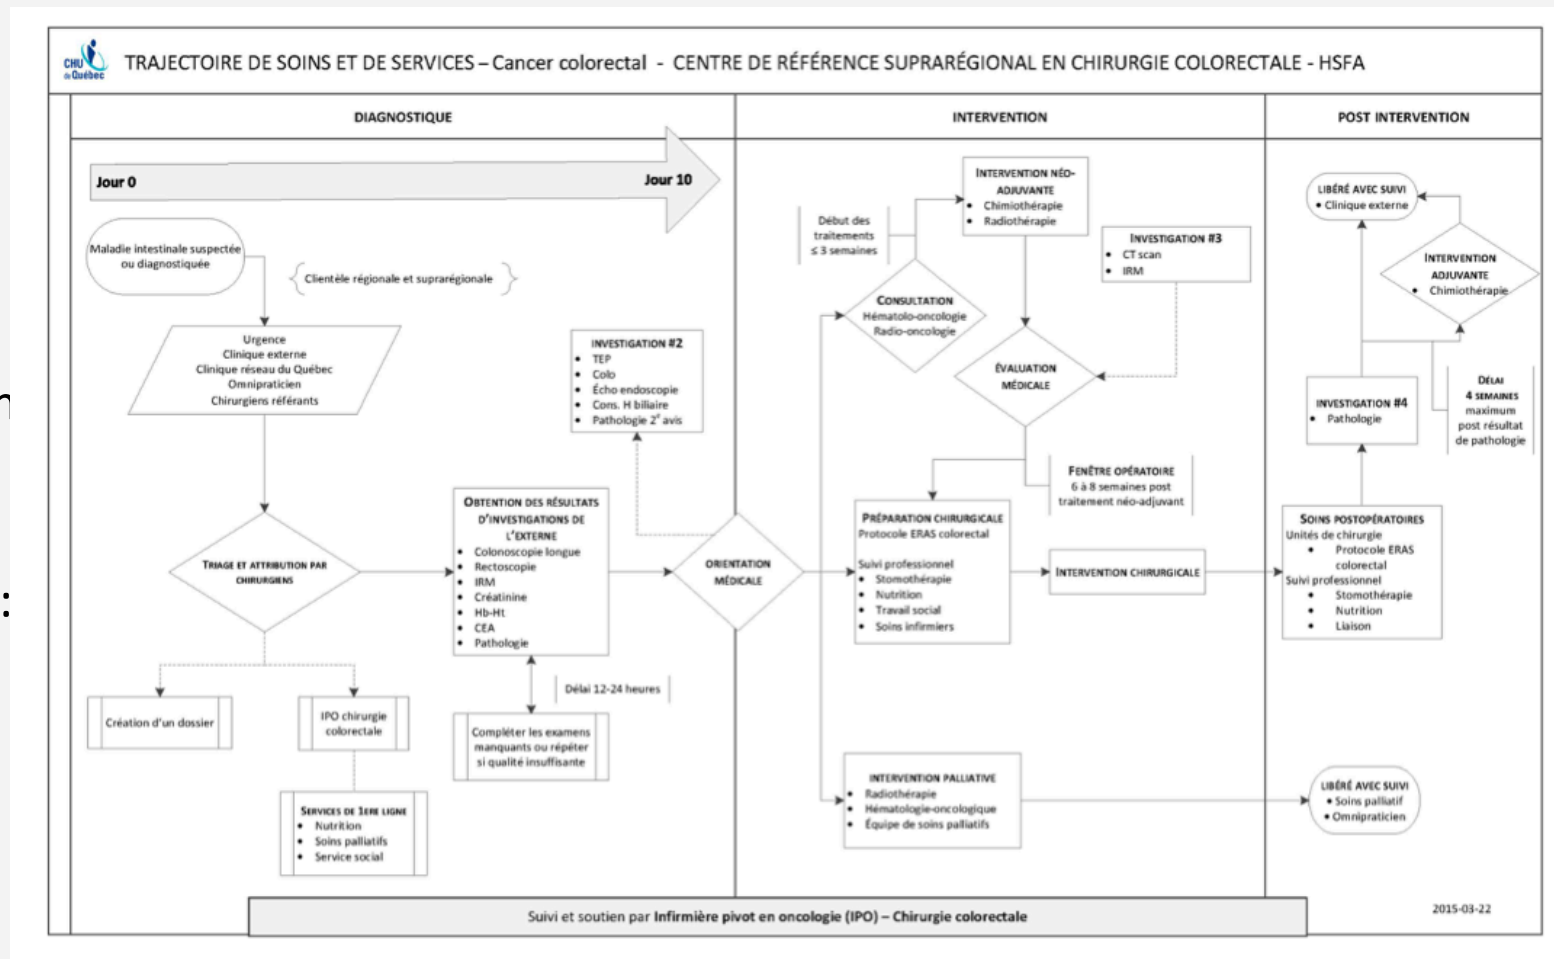 CHU
de Québec
TRAJECTOIRE DE SOINS ET DE SERVICES – Cancer colorectal - CENTRE DE RÉFÉRENCE SUPRARÉGIONAL EN CHIRURGIE COLORECTALE - HSFA
DIAGNOSTIQUE
INTERVENTION
POST INTERVENTION
Jour 0
Jour 10
Maladie intestinale suspectée
ou diagnostiquée
Clientèle régionale et suprarégionale
Urgence
Clinique externe
Clinique réseau du Québec
Omnipraticien
Chirurgiens référants
TRIAGE ET ATTRIBUTION PAR
CHIRURGIENS
Création d'un dossier
IPO chirurgie
colorectale
SERVICES DE 1ERE LIGNE
• Nutrition
• Soins palliatifs
• Service social
OBTENTION DES RÉSULTATS
D'INVESTIGATIONS DE
L'EXTERNE
• Colonoscopie longue
• Rectoscopie
• IRM
• Créatinine
• Hb-Ht
• CEA
• Pathologie
Délai 12-24 heures
Compléter les examens
manquants ou répéter
si qualité insuffisante
INVESTIGATION #2
• TEP
• Colo
• Écho endoscopie
• Cons. H biliaire
• Pathologie 2e avis
ORIENTATION
MÉDICALE
Début des
traitements
≤ 3 semaines
INTERVENTION NÉO-
ADJUVANTE
• Chimiothérapie
• Radiothérapie
INVESTIGATION #3
• CT scan
• IRM
CONSULTATION
Hématolo-oncologie
Radio-oncologie
ÉVALUATION
MÉDICALE
FENÊTRE OPÉRATOIRE
6 à 8 semaines post
traitement néo-adjuvant
PRÉPARATION CHIRURGICALE
Protocole ERAS colorectal
Suivi professionnel
• Stomothérapie
• Nutrition
• Travail social
• Soins infirmiers
INTERVENTION CHIRURGICALE
INTERVENTION PALLIATIVE
• Radiothérapie
• Hématologie-oncologique
• Équipe de soins palliatifs
LIBÉRÉ AVEC SUIVI
• Clinique externe
INTERVENTION
ADJUVANTE
• Chimiothérapie
INVESTIGATION #4
• Pathologie
DÉLAI
4 SEMAINES
maximum
post résultat
de pathologie
SOINS POSTOPÉRATOIRES
Unités de chirurgie
• Protocole ERAS
colorectal
Suivi professionnel
• Stomothérapie
• Nutrition
• Liaison
LIBÉRÉ AVEC SUIVI
• Soins palliatif
• Omnipraticien
Suivi et soutien par Infirmière pivot en oncologie (IPO) – Chirurgie colorectale
2015-03-22